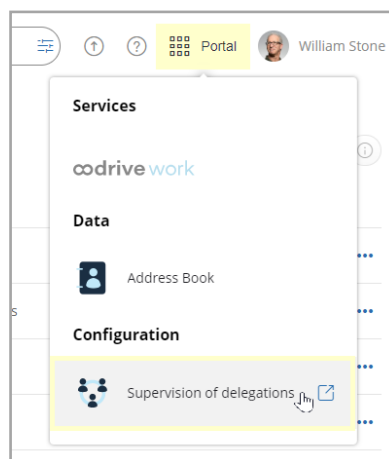 Portal
William Stone
Services
oodrive work
Data
Address Book
s
Configuration
Supervision of delegations